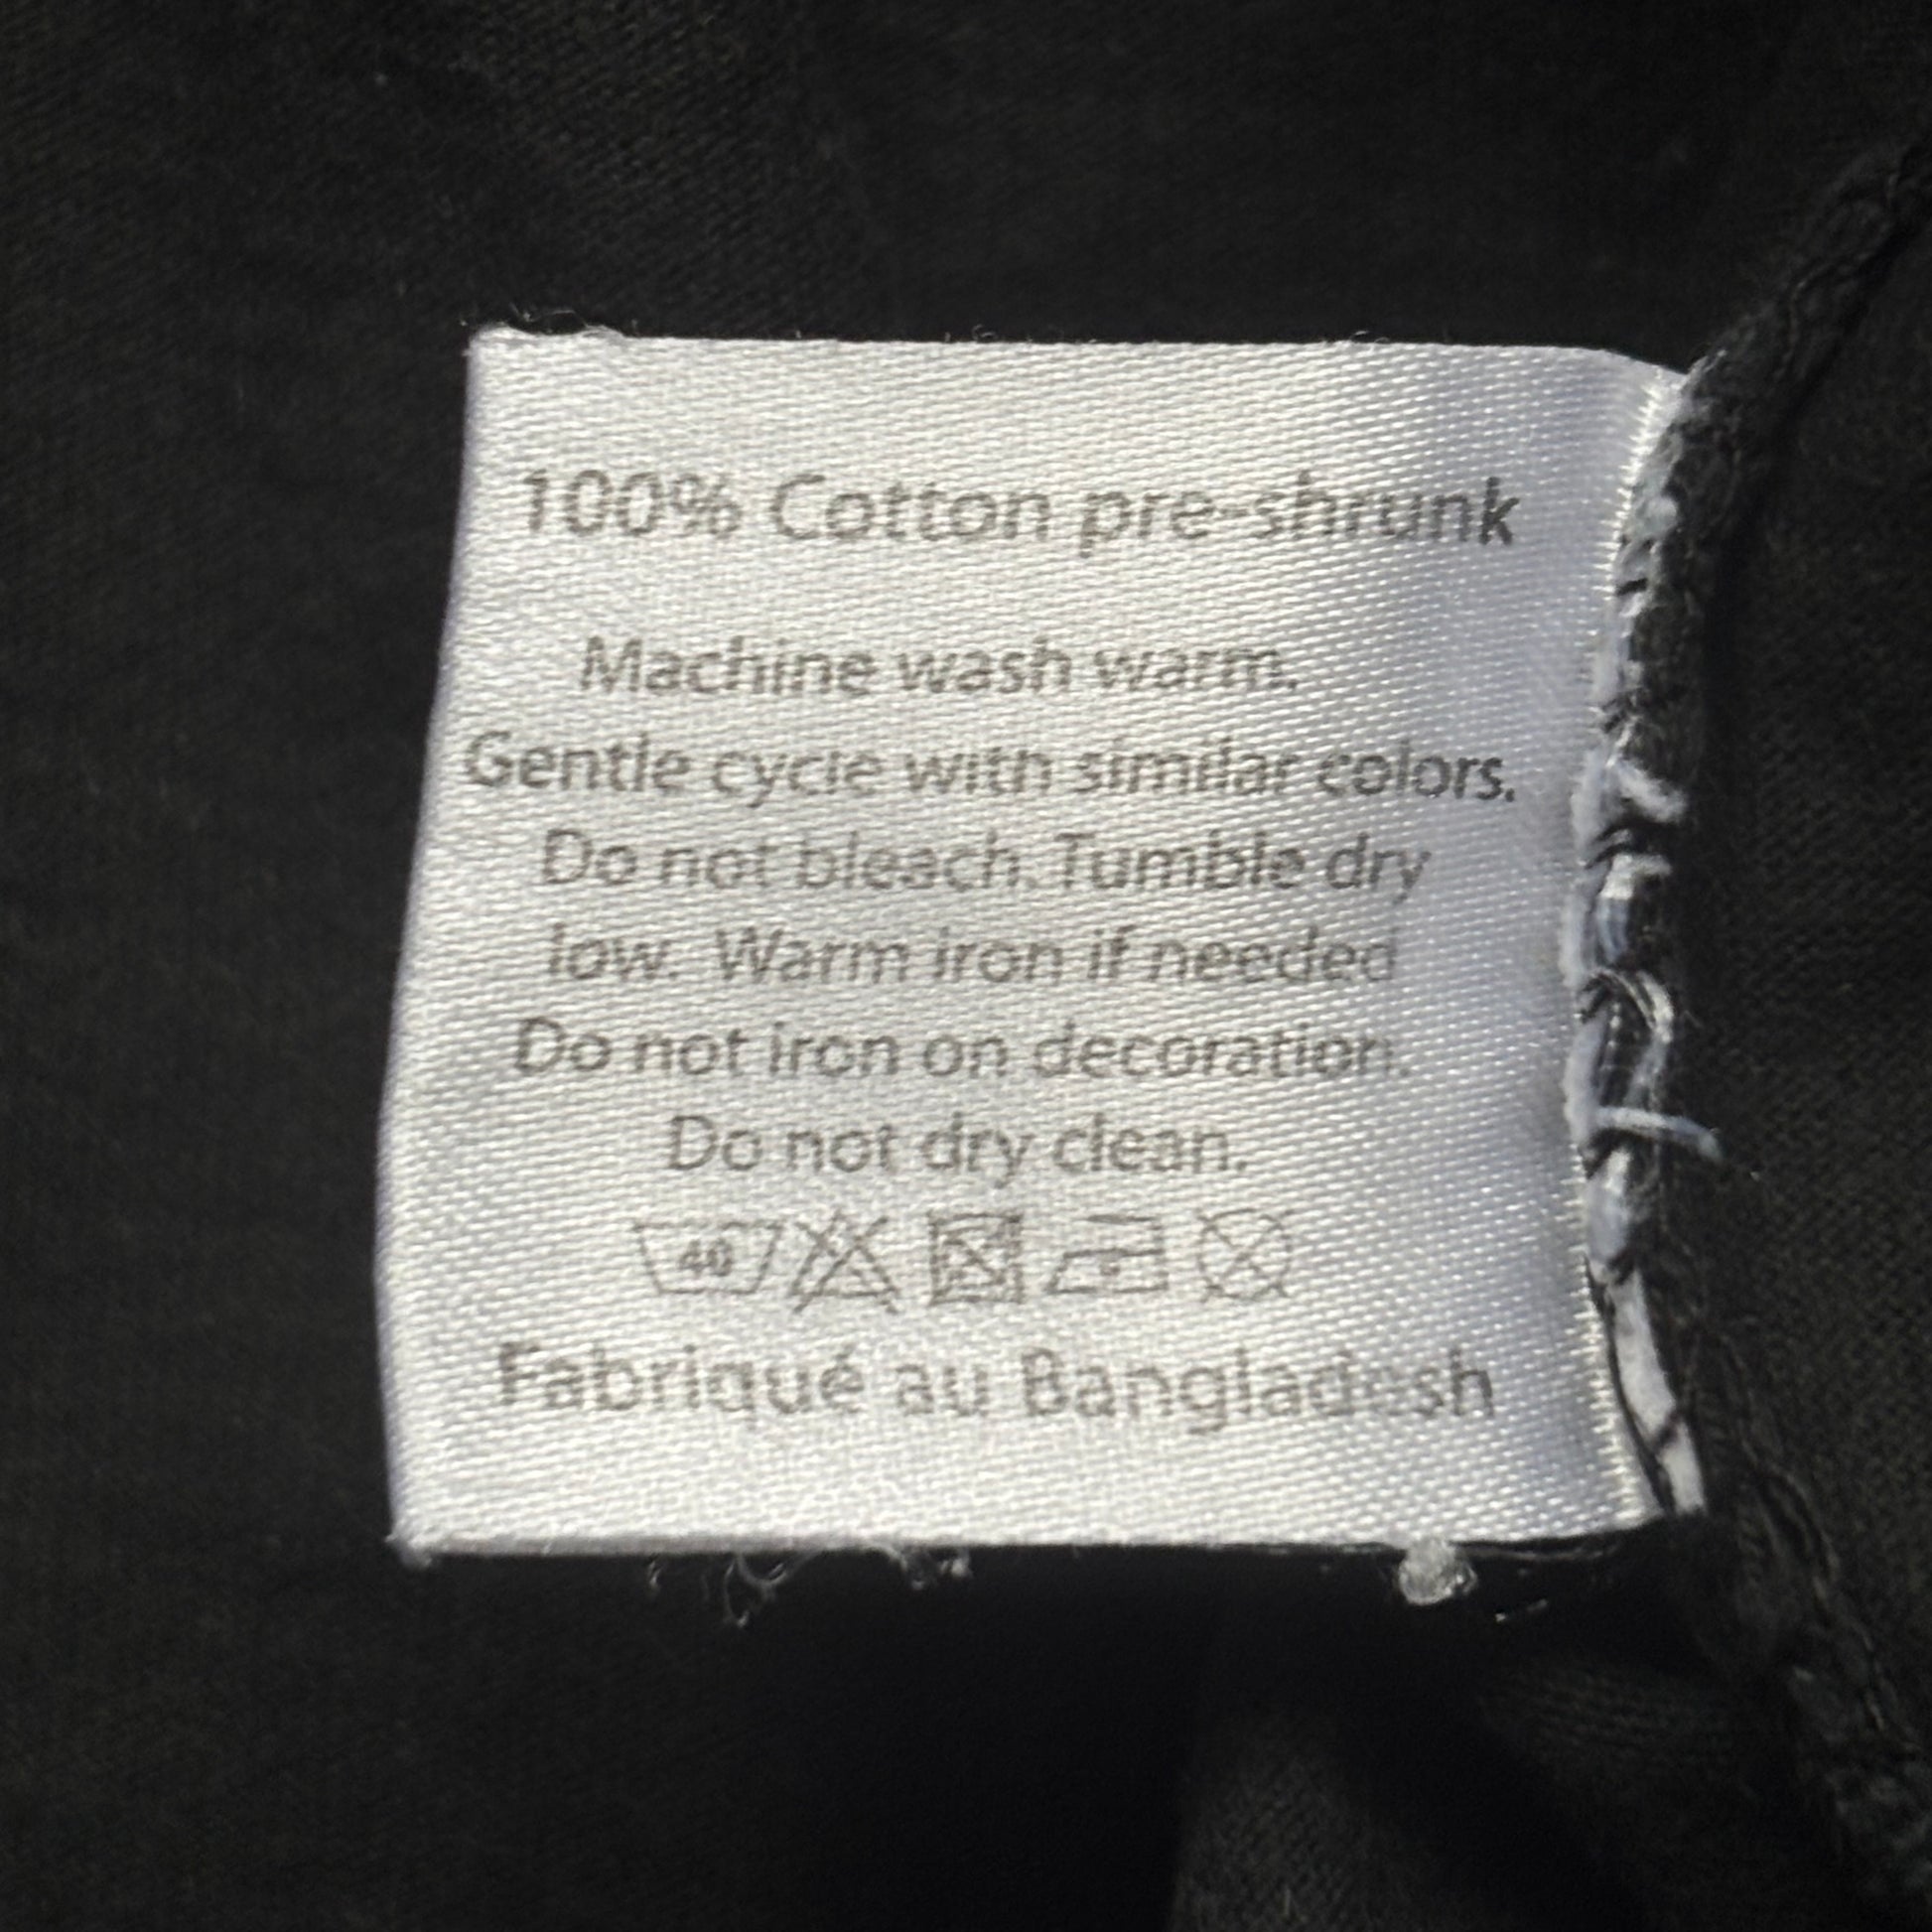 100% Cotton pre-shrunk
Machine wash warm.
Gentle cycle with similar colors.
Do not bleach. Tumble dry
low. Warm iron if needed
Do not iron on decoration.
Do not dry clean.
40
Fabriqué au Bangladesh